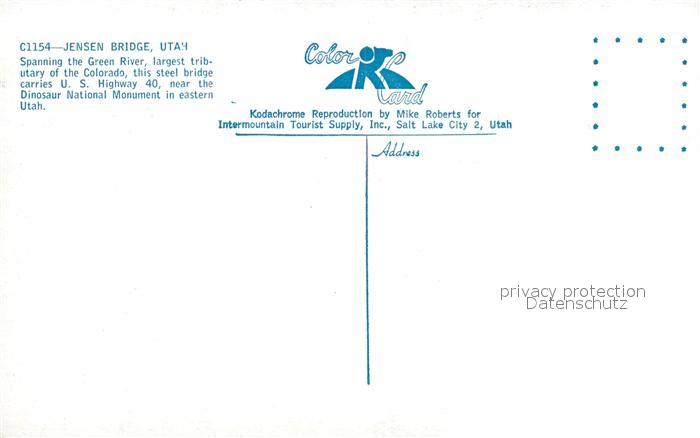 C1154—JENSEN BRIDGE, UTAH
Spanning the Green River, largest trib-
utary of the Colorado, this steel bridge
carries U. S. Highway 40, near the
Dinosaur National Monument in eastern
Utah.
Color
Card
Kodachrome Reproduction by Mike Roberts for
Intermountain Tourist Supply, Inc., Salt Lake City 2, Utah
Address
privacy protection
Datenschutz